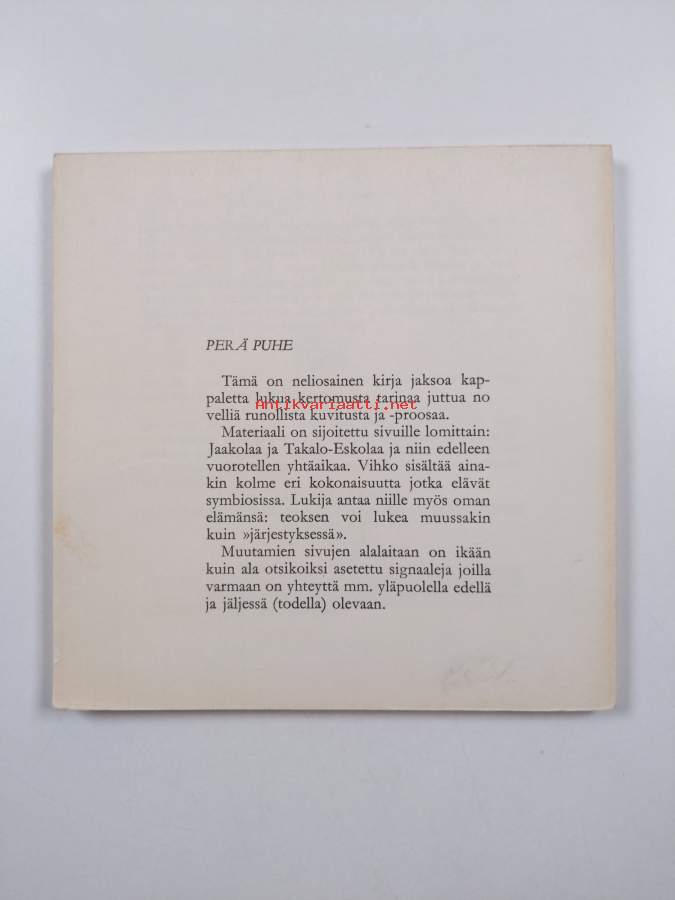 PERÄ PUHE
Tämä on neliosainen kirja jaksoa kap-
paletta lukua kertomusta tarinaa juttua no
Antikvariaatti.net
velliä runollista kuvitusta ja -proosaa.
Materiaali on sijoitettu sivuille lomittain:
Jaakolaa ja Takalo-Eskolaa ja niin edelleen
vuorotellen yhtäaikaa. Vihko sisältää aina-
kin kolme eri kokonaisuutta jotka elävät
symbiosissa. Lukija antaa niille myös oman
elämänsä: teoksen voi lukea muussakin
kuin »järjestyksessä».
Muutamien sivujen alalaitaan on ikään
kuin ala otsikoiksi asetettu signaaleja joilla
varmaan on yhteyttä mm. yläpuolella edellä
ja jäljessä (todella) olevaan.